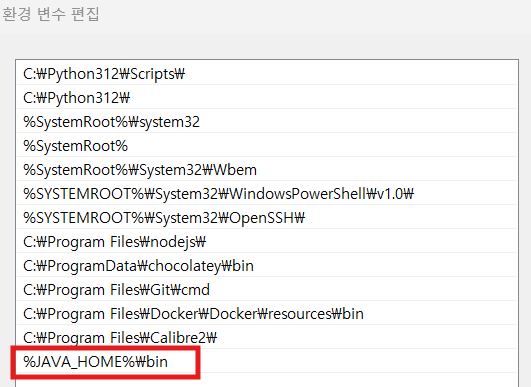 환경 변수 편집
C:₩Python312₩Scripts₩
C:₩Python312₩
%SystemRoot%₩system32
%SystemRoot%
%SystemRoot%₩System32₩Wbem
%SYSTEMROOT%₩System32₩WindowsPowerShell₩v1.0₩
%SYSTEMROOT%₩System32₩OpenSSH₩
C:₩Program Files₩nodejs₩
C:₩ProgramData₩chocolatey₩bin
C:₩Program Files₩Git₩cmd
C:₩Program Files₩Docker₩Docker₩resources₩bin
C:₩Program Files₩Calibre2₩
%JAVA_HOME%₩bin